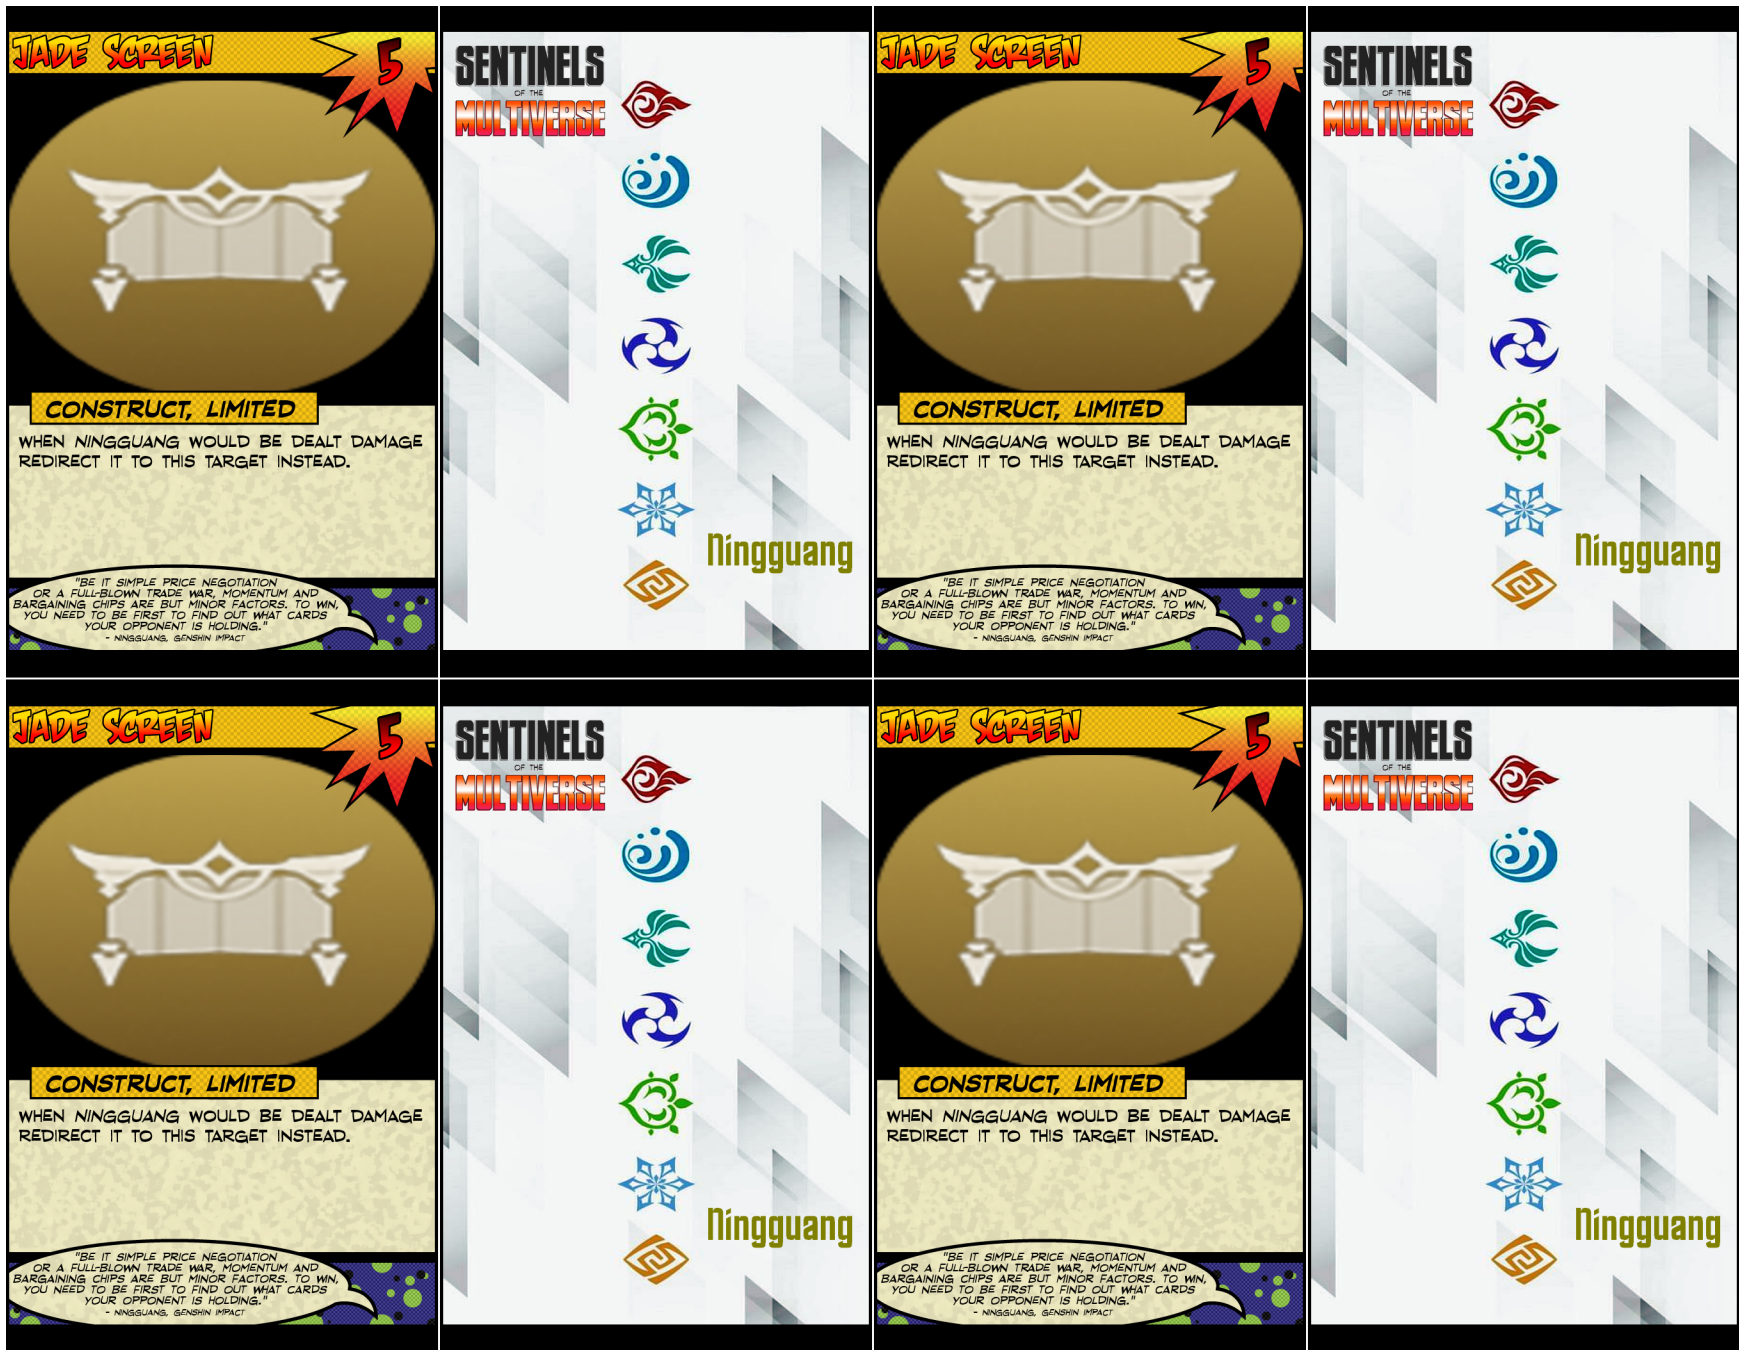 JADE SCREEN
5
CONSTRUCT, LIMITED
WHEN NINGGUANG WOULD BE DEALT DAMAGE
REDIRECT IT TO THIS TARGET INSTEAD.
"BE IT SIMPLE PRICE NEGOTIATION
OR A FULL-BLOWN TRADE WAR, MOMENTUM AND
BARGAINING CHIPS ARE BUT MINOR FACTORS. TO WIN,
YOU NEED TO BE FIRST TO FIND OUT WHAT CARDS
YOUR OPPONENT IS HOLDING."
- NINGGUANG, GENSHIN IMPACT
SENTINELS
OF THE
MULTIVERSE
Ningguang
JADE SCREEN
5
CONSTRUCT, LIMITED
WHEN NINGGUANG WOULD BE DEALT DAMAGE
REDIRECT IT TO THIS TARGET INSTEAD.
"BE IT SIMPLE PRICE NEGOTIATION
OR A FULL-BLOWN TRADE WAR, MOMENTUM AND
BARGAINING CHIPS ARE BUT MINOR FACTORS. TO WIN,
YOU NEED TO BE FIRST TO FIND OUT WHAT CARDS
YOUR OPPONENT IS HOLDING."
- NINGGUANG, GENSHIN IMPACT
SENTINELS
OF THE
MULTIVERSE
Ningguang
JADE SCREEN
5
CONSTRUCT, LIMITED
WHEN NINGGUANG WOULD BE DEALT DAMAGE
REDIRECT IT TO THIS TARGET INSTEAD.
"BE IT SIMPLE PRICE NEGOTIATION
OR A FULL-BLOWN TRADE WAR, MOMENTUM AND
BARGAINING CHIPS ARE BUT MINOR FACTORS. TO WIN,
YOU NEED TO BE FIRST TO FIND OUT WHAT CARDS
YOUR OPPONENT IS HOLDING."
- NINGGUANG, GENSHIN IMPACT
SENTINELS
OF THE
MULTIVERSE
Ningguang
JADE SCREEN
5
CONSTRUCT, LIMITED
WHEN NINGGUANG WOULD BE DEALT DAMAGE
REDIRECT IT TO THIS TARGET INSTEAD.
"BE IT SIMPLE PRICE NEGOTIATION
OR A FULL-BLOWN TRADE WAR, MOMENTUM AND
BARGAINING CHIPS ARE BUT MINOR FACTORS. TO WIN,
YOU NEED TO BE FIRST TO FIND OUT WHAT CARDS
YOUR OPPONENT IS HOLDING."
- NINGGUANG, GENSHIN IMPACT
SENTINELS
OF THE
MULTIVERSE
Ningguang